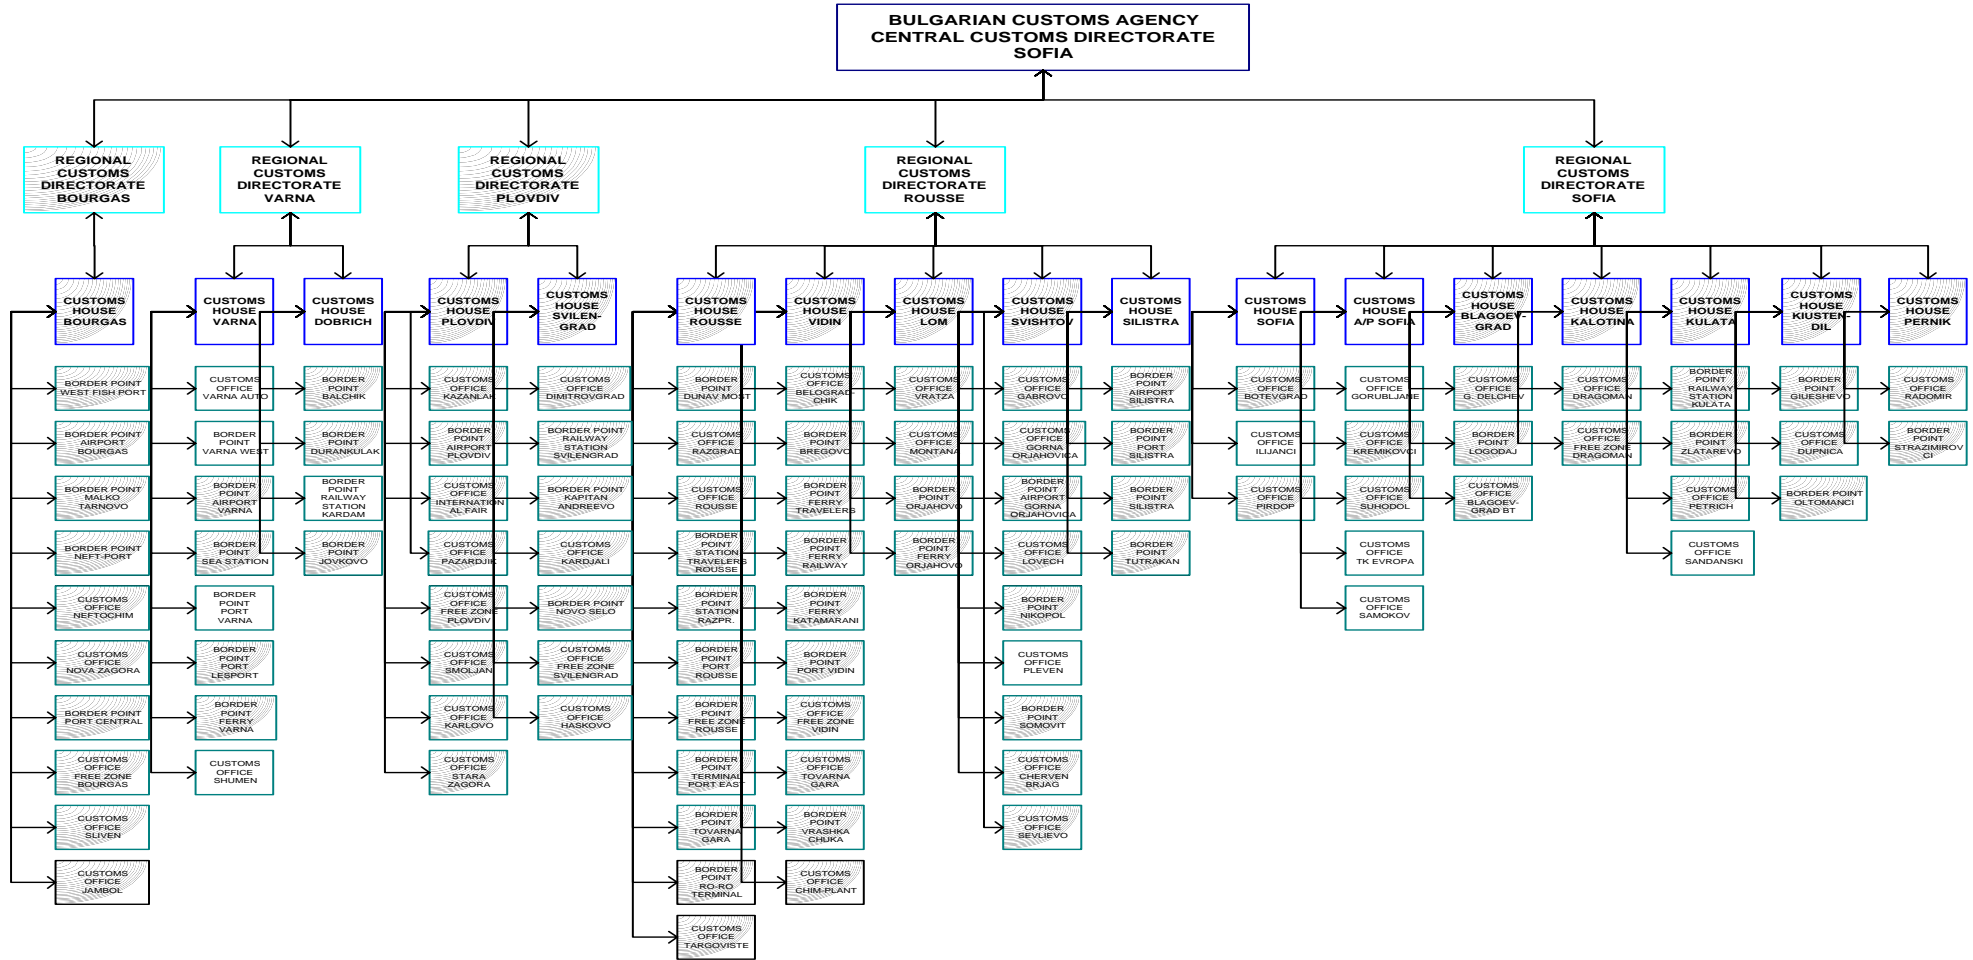 BULGARIAN CUSTOMS AGENCY
CENTRAL CUSTOMS DIRECTORATE
SOFIA
REGIONAL
CUSTOMS
DIRECTORATE
BOURGAS
REGIONAL
CUSTOMS
DIRECTORATE
VARNA
REGIONAL
CUSTOMS
DIRECTORATE
PLOVDIV
REGIONAL
CUSTOMS
DIRECTORATE
ROUSSE
REGIONAL
CUSTOMS
DIRECTORATE
SOFIA
CUSTOMS
HOUSE
BOURGAS
CUSTOMS
HOUSE
VARNA
CUSTOMS
HOUSE
DOBRICH
CUSTOMS
HOUSE
PLOVDIV
CUSTOMS
HOUSE
SVILEN-
GRAD
CUSTOMS
HOUSE
ROUSSE
CUSTOMS
HOUSE
VIDIN
CUSTOMS
HOUSE
LOM
CUSTOMS
HOUSE
SVISHTOV
CUSTOMS
HOUSE
SILISTRA
CUSTOMS
HOUSE
SOFIA
CUSTOMS
HOUSE
A/P SOFIA
CUSTOMS
HOUSE
BLAGOEV-
GRAD
CUSTOMS
HOUSE
KALOTINA
CUSTOMS
HOUSE
KULATA
CUSTOMS
HOUSE
KIUSTEN-
DIL
CUSTOMS
HOUSE
PERNIK
BORDER POINT
WEST FISH PORT
CUSTOMS
OFFICE
VARNA AUTO
BORDER
POINT
BALCHIK
CUSTOMS
OFFICE
KAZANLAK
CUSTOMS
OFFICE
DIMITROVGRAD
BORDER
POINT
DUNAV MOST
CUSTOMS
OFFICE
BELOGRAD-
CHIK
CUSTOMS
OFFICE
VRATZA
CUSTOMS
OFFICE
GABROVO
BORDER
POINT
AIRPORT
SILISTRA
CUSTOMS
OFFICE
BOTEVGRAD
CUSTOMS
OFFICE
GORUBLJANE
CUSTOMS
OFFICE
G. DELCHEV
CUSTOMS
OFFICE
DRAGOMAN
BORDER
POINT
RAILWAY
STATION
KULATA
BORDER
POINT
GIUESHEVO
CUSTOMS
OFFICE
RADOMIR
BORDER POINT
AIRPORT
BOURGAS
BORDER
POINT
VARNA WEST
BORDER
POINT
DURANKULAK
BORDER
POINT
AIRPORT
PLOVDIV
BORDER POINT
RAILWAY
STATION
SVILENGRAD
CUSTOMS
OFFICE
RAZGRAD
BORDER
POINT
BREGOVO
CUSTOMS
OFFICE
MONTANA
CUSTOMS
OFFICE
GORNA
ORJAHOVICA
BORDER
POINT
PORT
SILISTRA
CUSTOMS
OFFICE
ILIJANCI
CUSTOMS
OFFICE
KREMIKOVCI
BORDER
POINT
LOGODAJ
CUSTOMS
OFFICE
FREE ZONE
DRAGOMAN
BORDER
POINT
ZLATAREVO
CUSTOMS
OFFICE
DUPNICA
BORDER
POINT
STRAZIMIROV
CI
BORDER POINT
MALKO
TARNOVO
BORDER
POINT
AIRPORT
VARNA
BORDER
POINT
RAILWAY
STATION
KARDAM
CUSTOMS
OFFICE
INTERNATION
AL FAIR
BORDER POINT
KAPITAN
ANDREEVO
CUSTOMS
OFFICE
ROUSSE
BORDER
POINT
FERRY
TRAVELERS
BORDER
POINT
ORJAHOVO
BORDER
POINT
AIRPORT
GORNA
ORJAHOVICA
BORDER
POINT
SILISTRA
CUSTOMS
OFFICE
PIRDOP
CUSTOMS
OFFICE
SUHODOL
CUSTOMS
OFFICE
BLAGOEV-
GRAD BT
CUSTOMS
OFFICE
PETRICH
BORDER POINT
OLTOMANCI
BORDER POINT
NEFT-PORT
BORDER
POINT
SEA STATION
BORDER
POINT
JOVKOVO
CUSTOMS
OFFICE
PAZARDJIK
CUSTOMS
OFFICE
KARDJALI
BORDER
POINT
STATION
TRAVELERS
ROUSSE
BORDER
POINT
FERRY
RAILWAY
BORDER
POINT
FERRY
ORJAHOVO
CUSTOMS
OFFICE
LOVECH
BORDER
POINT
TUTRAKAN
CUSTOMS
OFFICE
TK EVROPA
CUSTOMS
OFFICE
SANDANSKI
CUSTOMS
OFFICE
NEFTOCHIM
BORDER
POINT
PORT
VARNA
CUSTOMS
OFFICE
FREE ZONE
PLOVDIV
BORDER POINT
NOVO SELO
BORDER
POINT
STATION
RAZPR.
BORDER
POINT
FERRY
KATAMARANI
BORDER
POINT
NIKOPOL
CUSTOMS
OFFICE
SAMOKOV
CUSTOMS
OFFICE
NOVA ZAGORA
BORDER
POINT
PORT
LESPORT
CUSTOMS
OFFICE
SMOLJAN
CUSTOMS
OFFICE
FREE ZONE
SVILENGRAD
BORDER
POINT
PORT
ROUSSE
BORDER
POINT
PORT VIDIN
CUSTOMS
OFFICE
PLEVEN
BORDER POINT
PORT CENTRAL
BORDER
POINT
FERRY
VARNA
CUSTOMS
OFFICE
KARLOVO
CUSTOMS
OFFICE
HASKOVO
BORDER
POINT
FREE ZONE
ROUSSE
CUSTOMS
OFFICE
FREE ZONE
VIDIN
BORDER
POINT
SOMOVIT
CUSTOMS
OFFICE
FREE ZONE
BOURGAS
CUSTOMS
OFFICE
SHUMEN
CUSTOMS
OFFICE
STARA
ZAGORA
BORDER
POINT
TERMINAL
PORT EAST
CUSTOMS
OFFICE
TOVARNA
GARA
CUSTOMS
OFFICE
CHERVEN
BRJAG
CUSTOMS
OFFICE
SLIVEN
BORDER
POINT
TOVARNA
GARA
BORDER
POINT
VRASHKA
CHUKA
CUSTOMS
OFFICE
SEVLIEVO
CUSTOMS
OFFICE
JAMBOL
BORDER
POINT
RO-RO
TERMINAL
CUSTOMS
OFFICE
CHIM-PLANT
CUSTOMS
OFFICE
TARGOVISTE